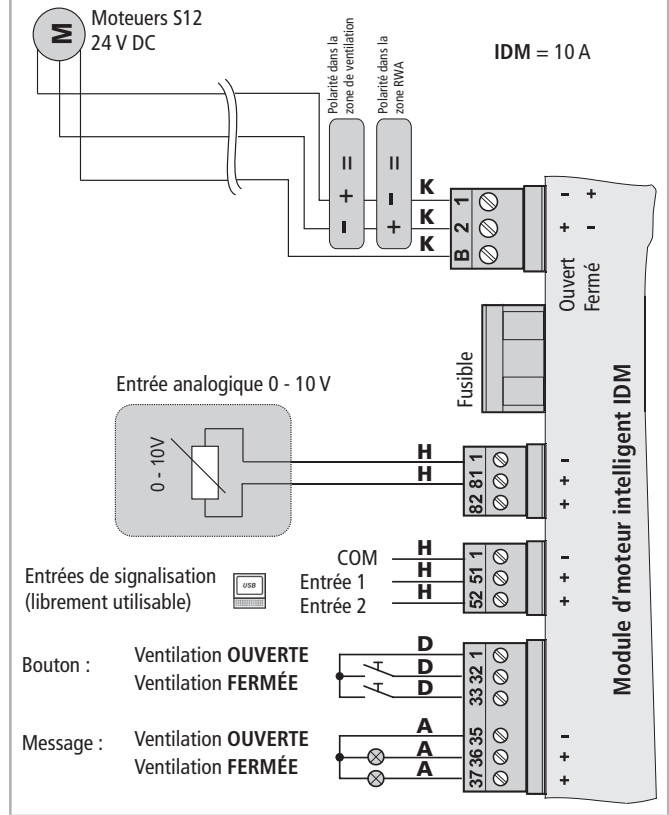 Moteuers S12
24 V DC
M
Polarité dans la
zone de ventilation
Polarité dans la
zone RWA
IDM = 10 A
- + =
+ - =
K
K
K
1
2
B
- +
+ -
Ouvert
Fermé
Fusible
Module d'moteur intelligent IDM
Entrée analogique 0 - 10 V
0 - 10V
H
H
82 81 1
-
+
+
Entrées de signalisation
(librement utilisable)
USB
COM
Entrée 1
Entrée 2
H
H
H
52 51 1
-
+
+
Bouton :
Ventilation OUVERTE
Ventilation FERMÉE
D
D
D
33 32 1
Message :
Ventilation OUVERTE
Ventilation FERMÉE
A
A
A
37 36 35
-
+
+